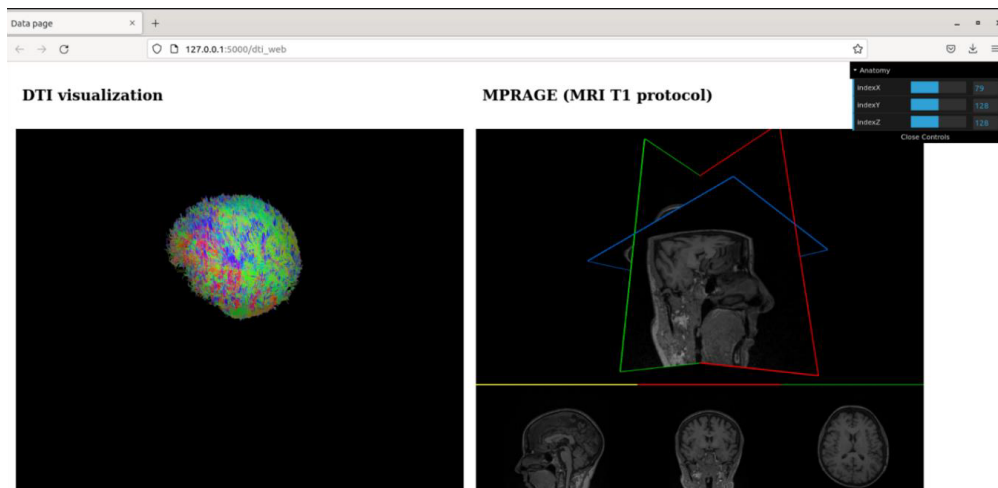 Data page
127.0.0.1:5000/dti_web
Anatomy
indexX 79
indexY 128
indexZ 128
Close Controls
DTI visualization
MPRAGE (MRI T1 protocol)